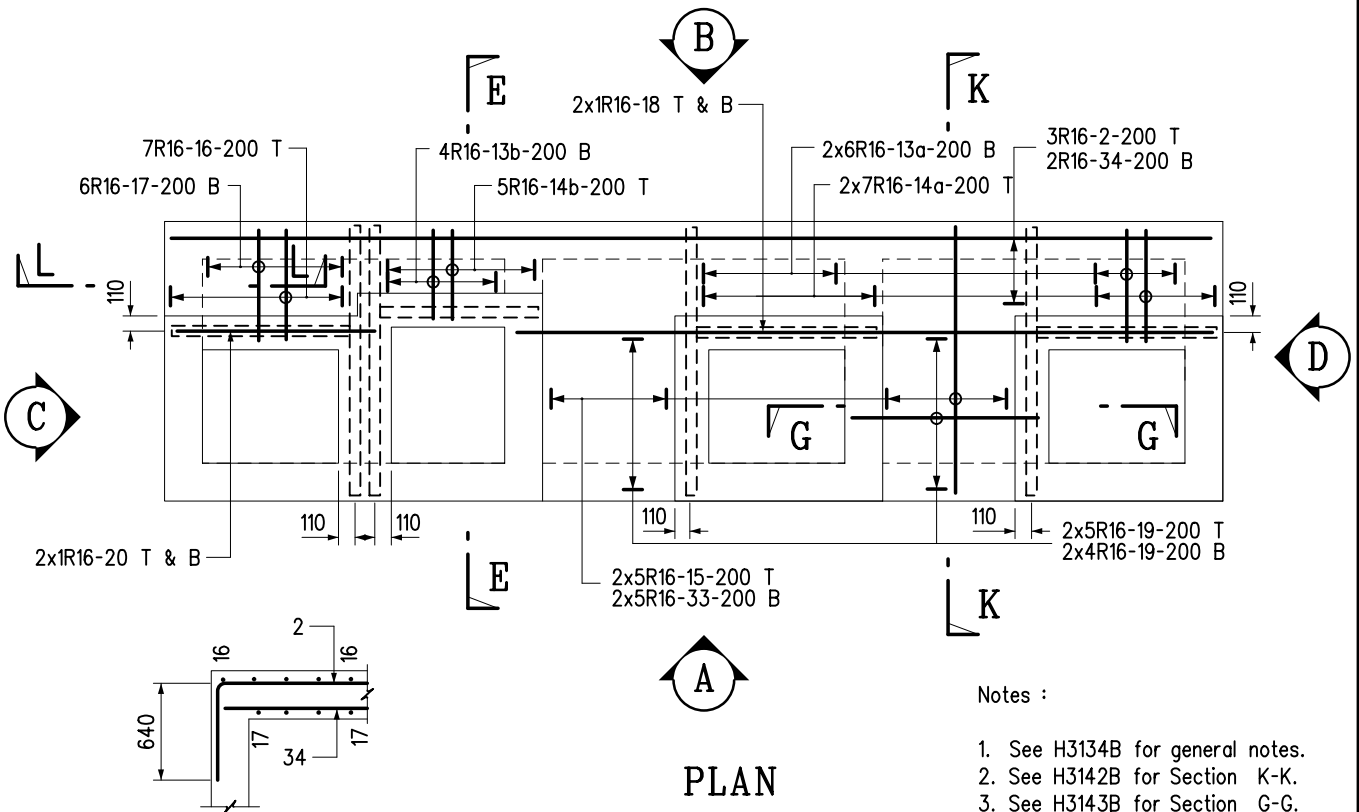 B
E
K
2x1R16-18 T & B
3R16-2-200 T
2R16-34-200 B
7R16-16-200 T
4R16-13b-200 B
2x6R16-13a-200 B
6R16-17-200 B
5R16-14b-200 T
2x7R16-14a-200 T
L
L
110
110
D
C
G
G
110
110
110
110
2x1R16-20 T & B
2x5R16-19-200 T
2x4R16-19-200 B
E
2x5R16-15-200 T
2x5R16-33-200 B
K
A
2
16
16
640
17
17
34
PLAN
Notes :
1. See H3134B for general notes.
2. See H3142B for Section K-K.
3. See H3143B for Section G-G.